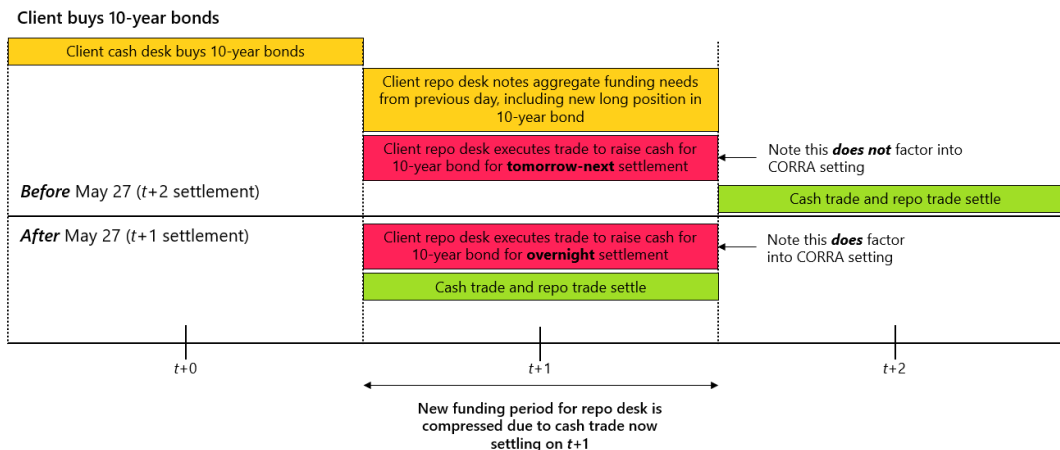 Client buys 10-year bonds
Client cash desk buys 10-year bonds
Client repo desk notes aggregate funding needs
from previous day, including new long position in
10-year bond
Client repo desk executes trade to raise cash for
10-year bond for tomorrow-next settlement
Note this does not factor into
CORRA setting
Before May 27 (t+2 settlement)
Cash trade and repo trade settle
After May 27 (t+1 settlement)
Client repo desk executes trade to raise cash for
10-year bond for overnight settlement
Note this does factor
into CORRA setting
Cash trade and repo trade settle
t+0
t+1
t+2
New funding period for repo desk is
compressed due to cash trade now
settling on t+1